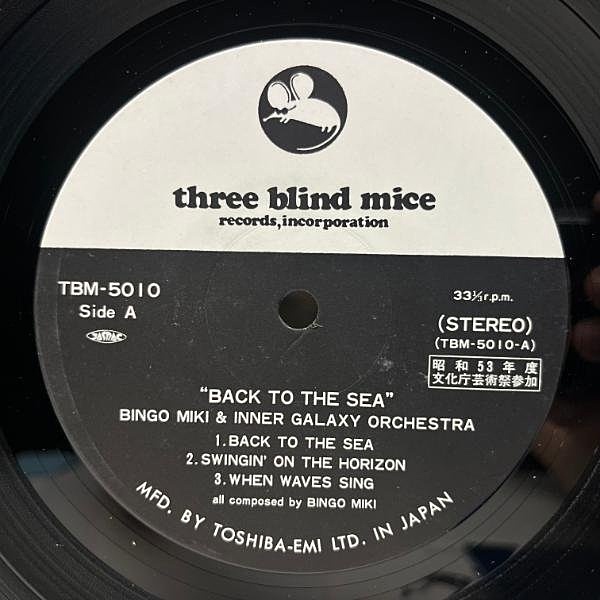 three blind mice
records, incorporation
TBM-5010
Side A
JASRAC
33⅓ r.p.m.
(STEREO)
(TBM-5010-A)
昭和53年度
文化庁芸術祭参加
"BACK TO THE SEA"
BINGO MIKI & INNER GALAXY ORCHESTRA
1. BACK TO THE SEA
2. SWINGIN' ON THE HORIZON
3. WHEN WAVES SING
all composed by BINGO MIKI
MFD. BY TOSHIBA-EMI LTD. IN JAPAN